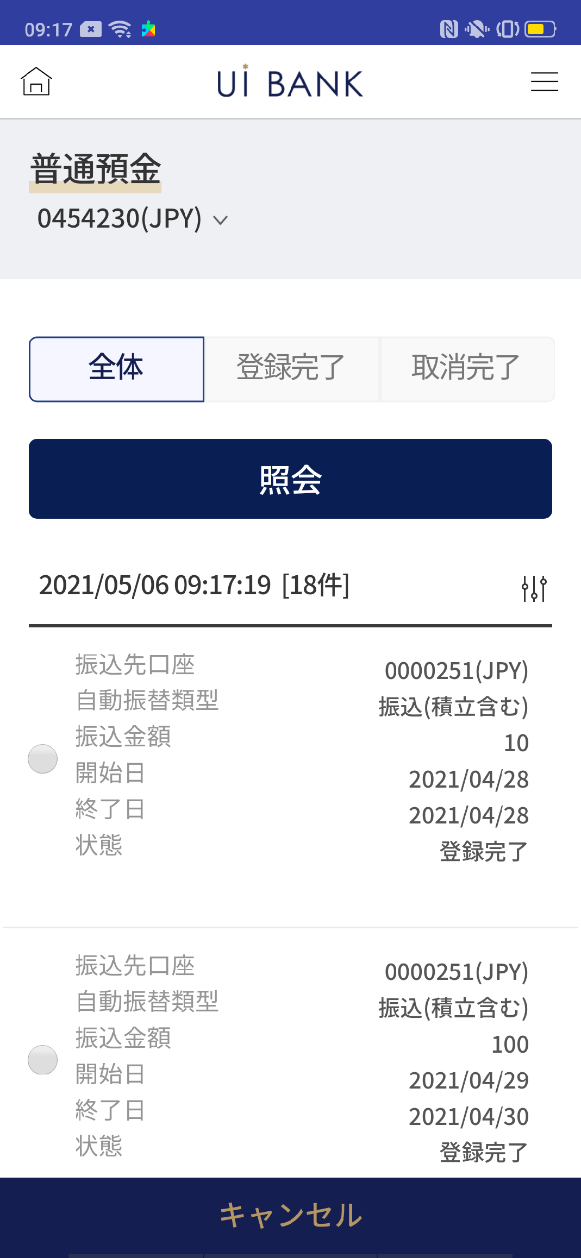 09:17
UI BANK
普通預金
0454230(JPY)
全体
登録完了
取消完了
照会
2021/05/06 09:17:19 [18件]
振込先口座 0000251(JPY)
自動振替類型 振込(積立含む)
振込金額 10
開始日 2021/04/28
終了日 2021/04/28
状態 登録完了
振込先口座 0000251(JPY)
自動振替類型 振込(積立含む)
振込金額 100
開始日 2021/04/29
終了日 2021/04/30
状態 登録完了
キャンセル